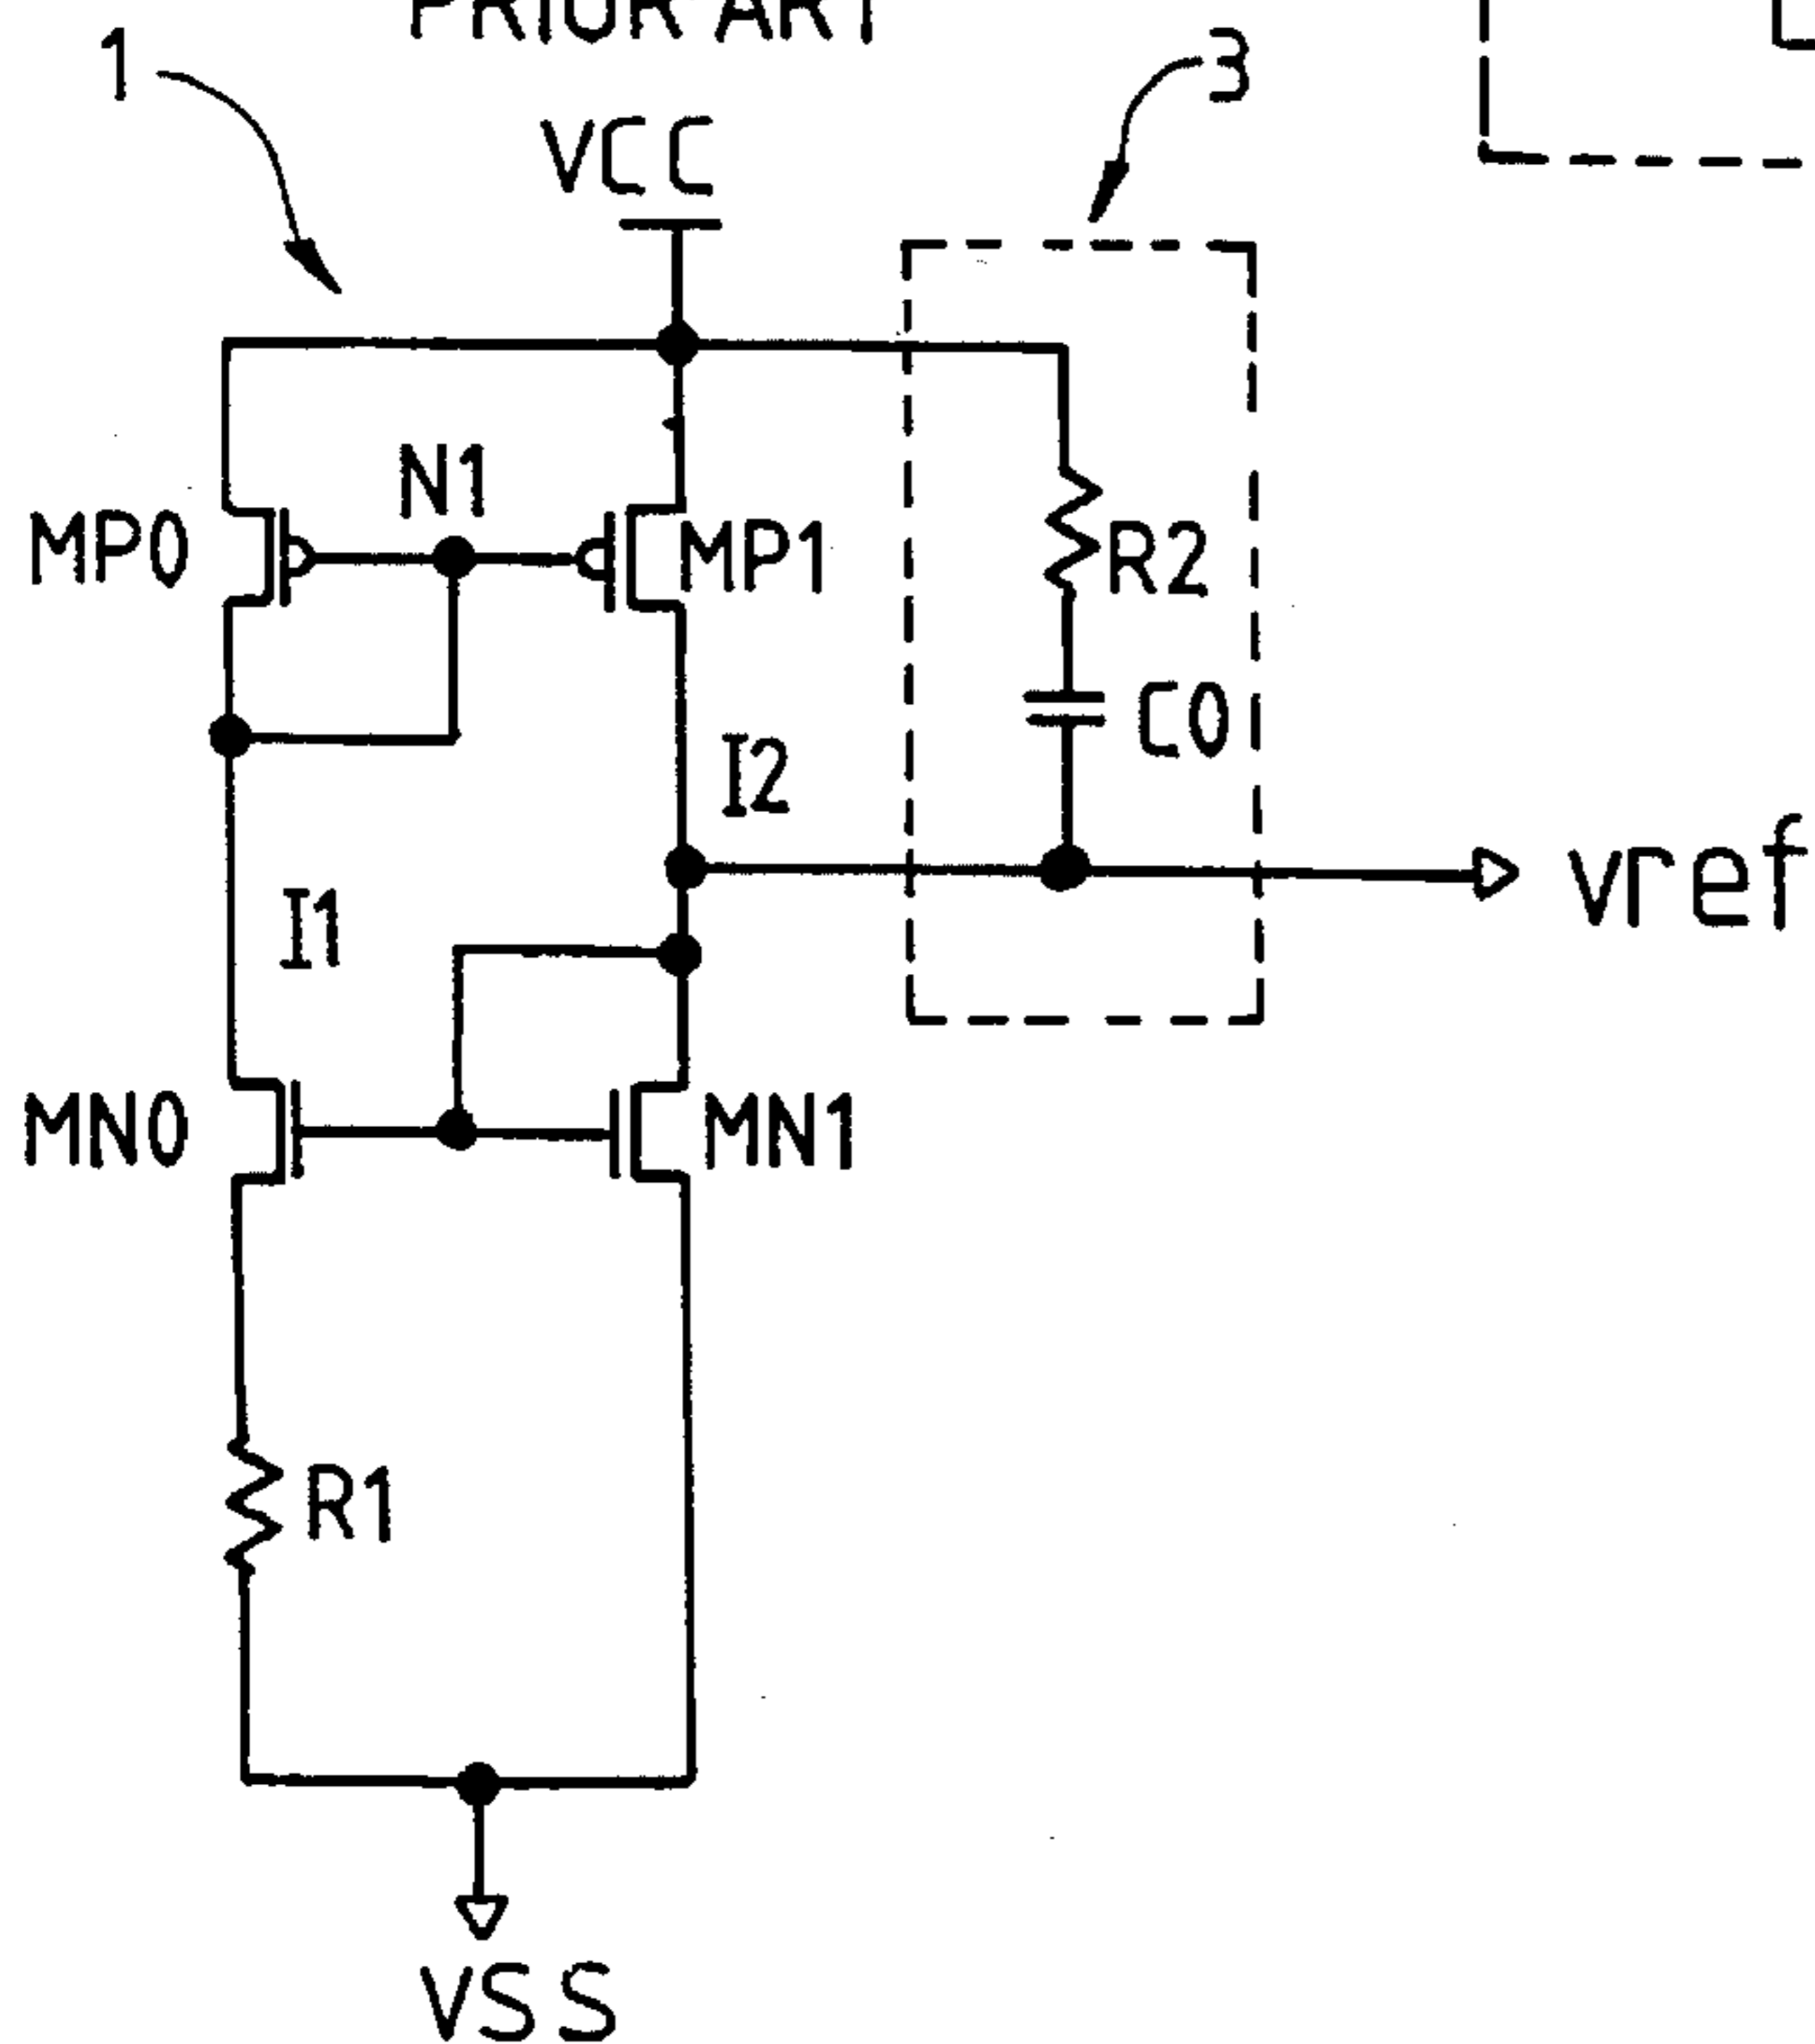 PRIOR ART
1
3
VCC
N1
MP0
MP1
R2
C0
I2
vref
I1
MN0
MN1
R1
VSS